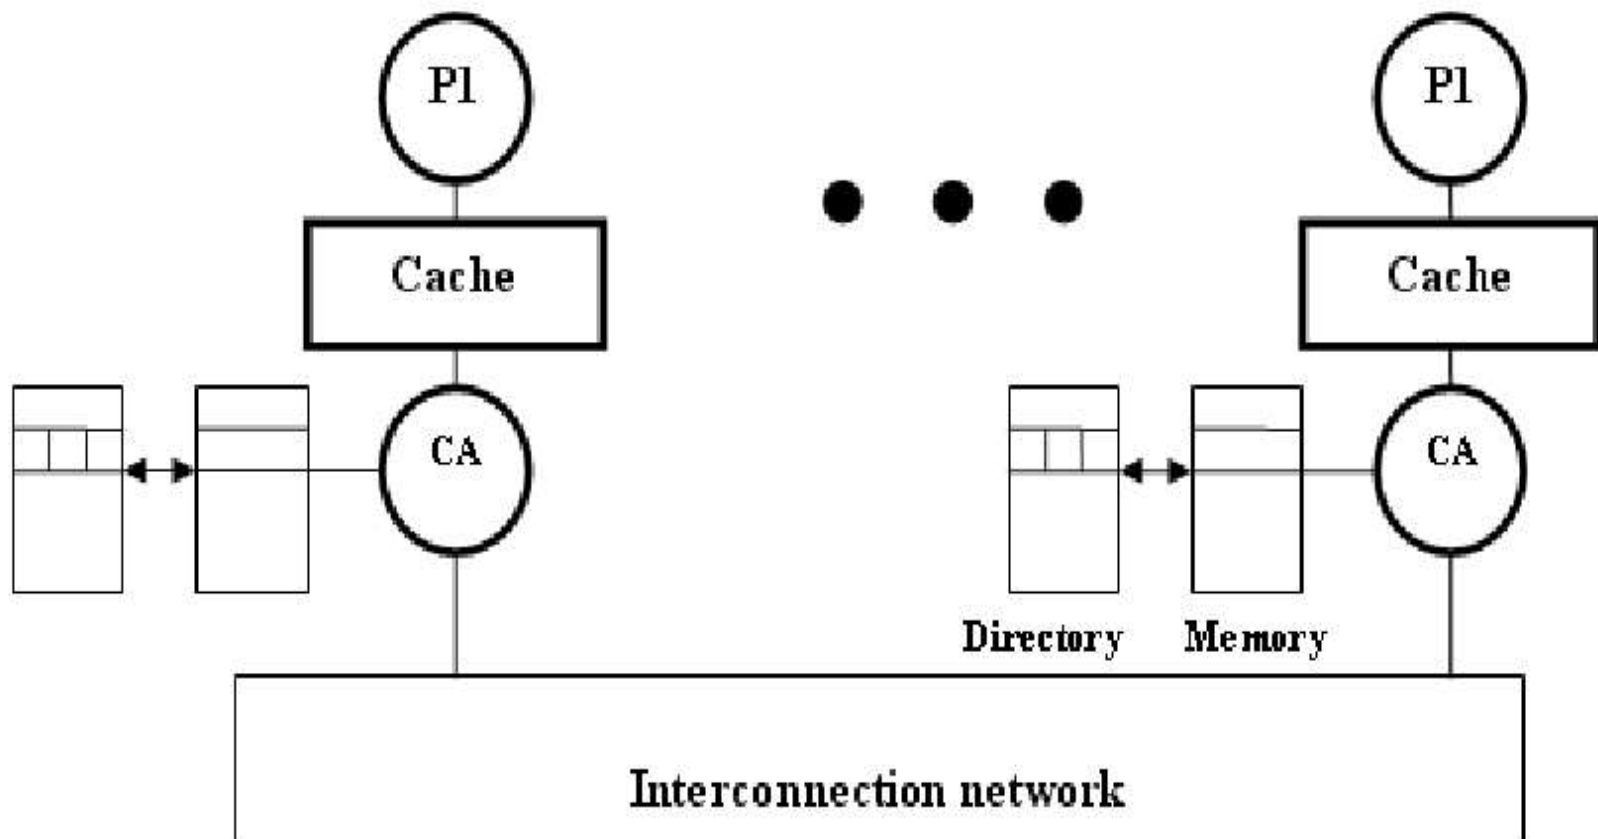 P1
P1
Cache
Cache
CA
CA
Directory
Memory
Interconnection network